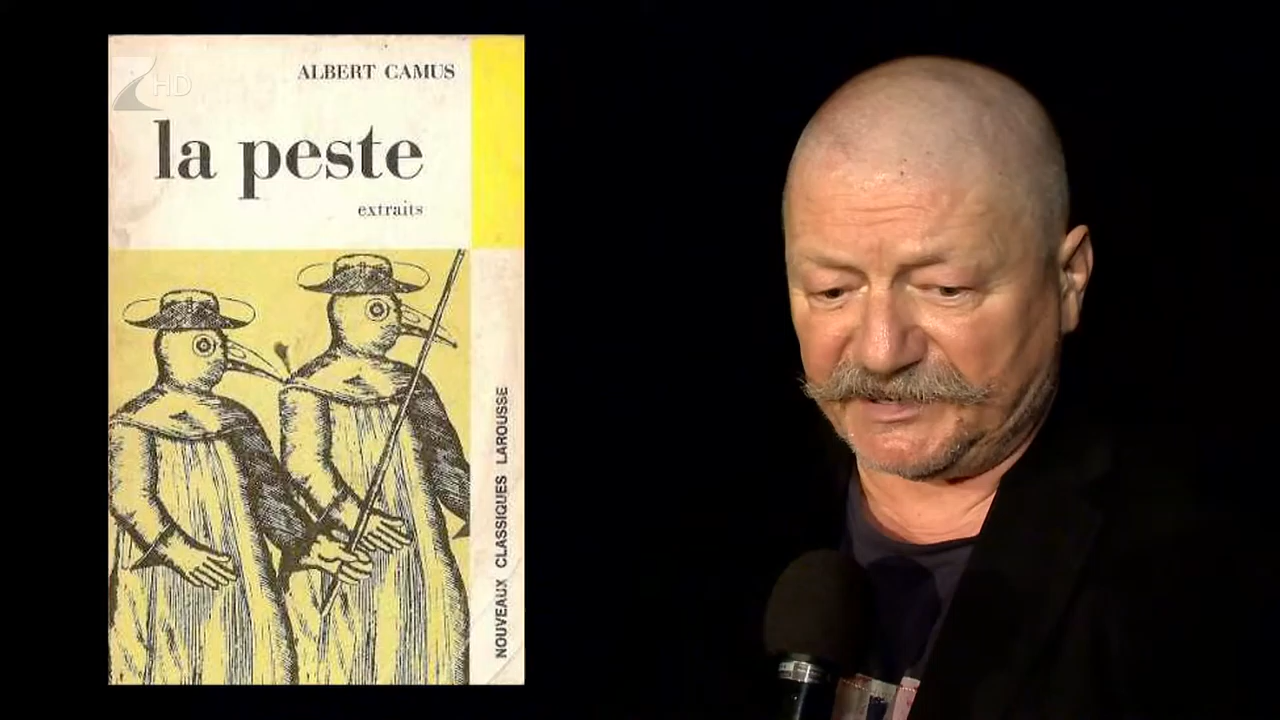 HD
ALBERT CAMUS
la peste
extraits
NOUVEAUX CLASSIQUES LAROUSSE